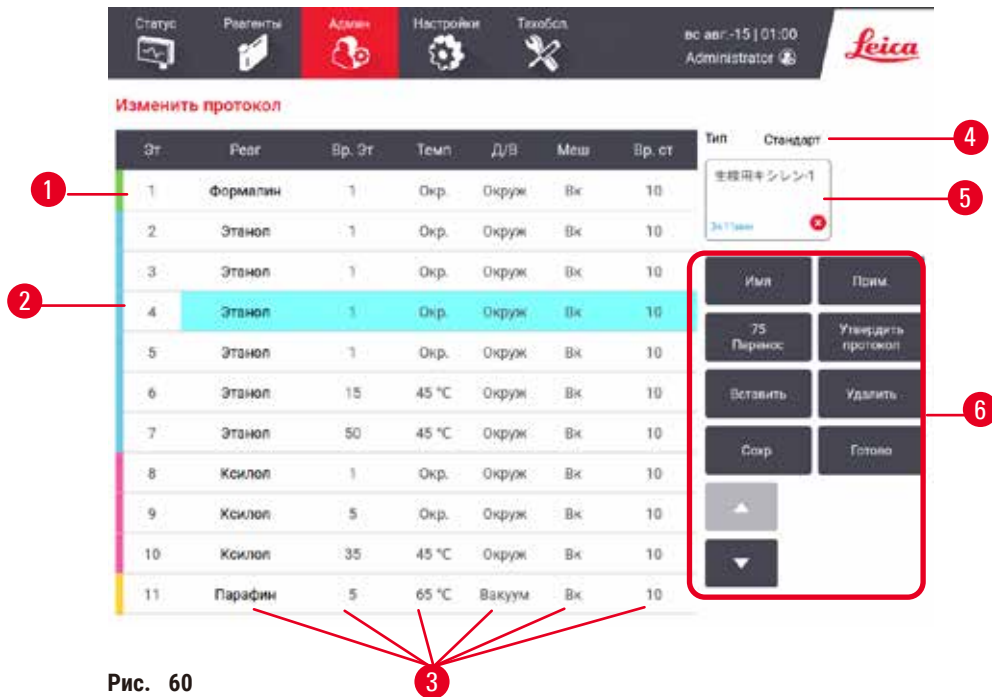 Статус Реагенты Админ Настройки Техобсл.
вс авг.-15 | 01:00
Administrator
Leica
Изменить протокол
Эт Реаг Вр. Эт Темп Д/В Меш Вр. ст
1 Формалин 1 Окр. Окруж Вк 10
2 Этанол 1 Окр. Окруж Вк 10
3 Этанол 1 Окр. Окруж Вк 10
4 Этанол 1 Окр. Окруж Вк 10
5 Этанол 1 Окр. Окруж Вк 10
6 Этанол 15 45 °C Окруж Вк 10
7 Этанол 50 45 °C Окруж Вк 10
8 Ксилол 1 Окр. Окруж Вк 10
9 Ксилол 5 Окр. Окруж Вк 10
10 Ксилол 35 45 °C Окруж Вк 10
11 Парафин 5 65 °C Вакуум Вк 10
Тип Стандарт
用キシレン-1
Имя Прим.
75
Перенос
Утвердить
протокол
Вставить Удалить
Сохр Готово
1
2
3
4
5
6
Рис. 60